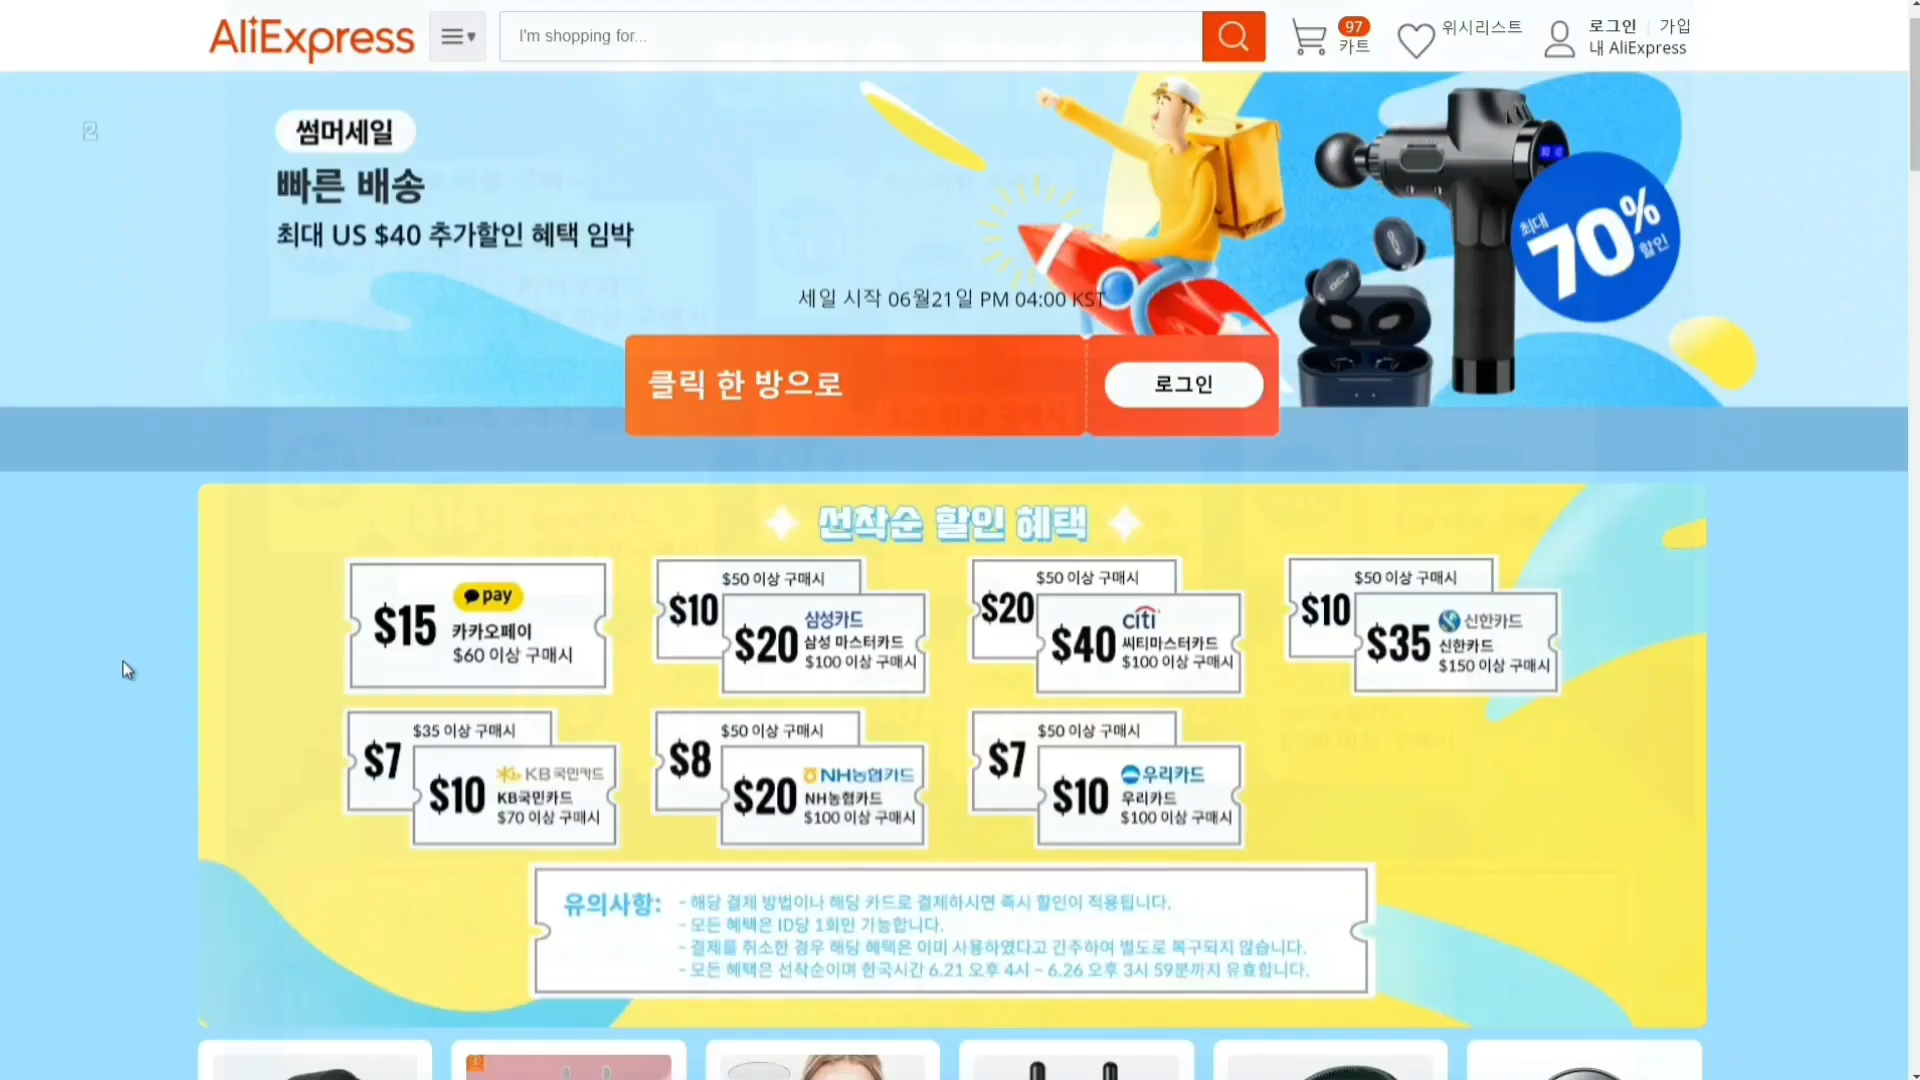 AliExpress
I'm shopping for...
97
카트
위시리스트
로그인 | 가입
내 AliExpress
2
썸머세일
빠른 배송
최대 US $40 추가할인 혜택 임박
세일 시작 06월21일 PM 04:00 KST
클릭 한 방으로
로그인
최대
70%
할인
선착순 할인 혜택
$15
pay
카카오페이
$60 이상 구매시
$10
$50 이상 구매시
$20
삼성카드
삼성 마스터카드
$100 이상 구매시
$20
$50 이상 구매시
$40
citi
씨티마스터카드
$100 이상 구매시
$10
$50 이상 구매시
$35
신한카드
신한카드
$150 이상 구매시
$7
$35 이상 구매시
$10
KB국민카드
KB국민카드
$70 이상 구매시
$8
$50 이상 구매시
$20
NH농협카드
NH농협카드
$100 이상 구매시
$7
$50 이상 구매시
$10
우리카드
우리카드
$100 이상 구매시
유의사항:
- 해당 결제 방법이나 해당 카드로 결제하시면 즉시 할인이 적용됩니다.
- 모든 혜택은 ID당 1회만 가능합니다.
- 결제를 취소한 경우 해당 혜택은 이미 사용하였다고 간주하여 별도로 복구되지 않습니다.
- 모든 혜택은 선착순이며 한국시간 6.21 오후 4시 ~ 6.26 오후 3시 59분까지 유효합니다.